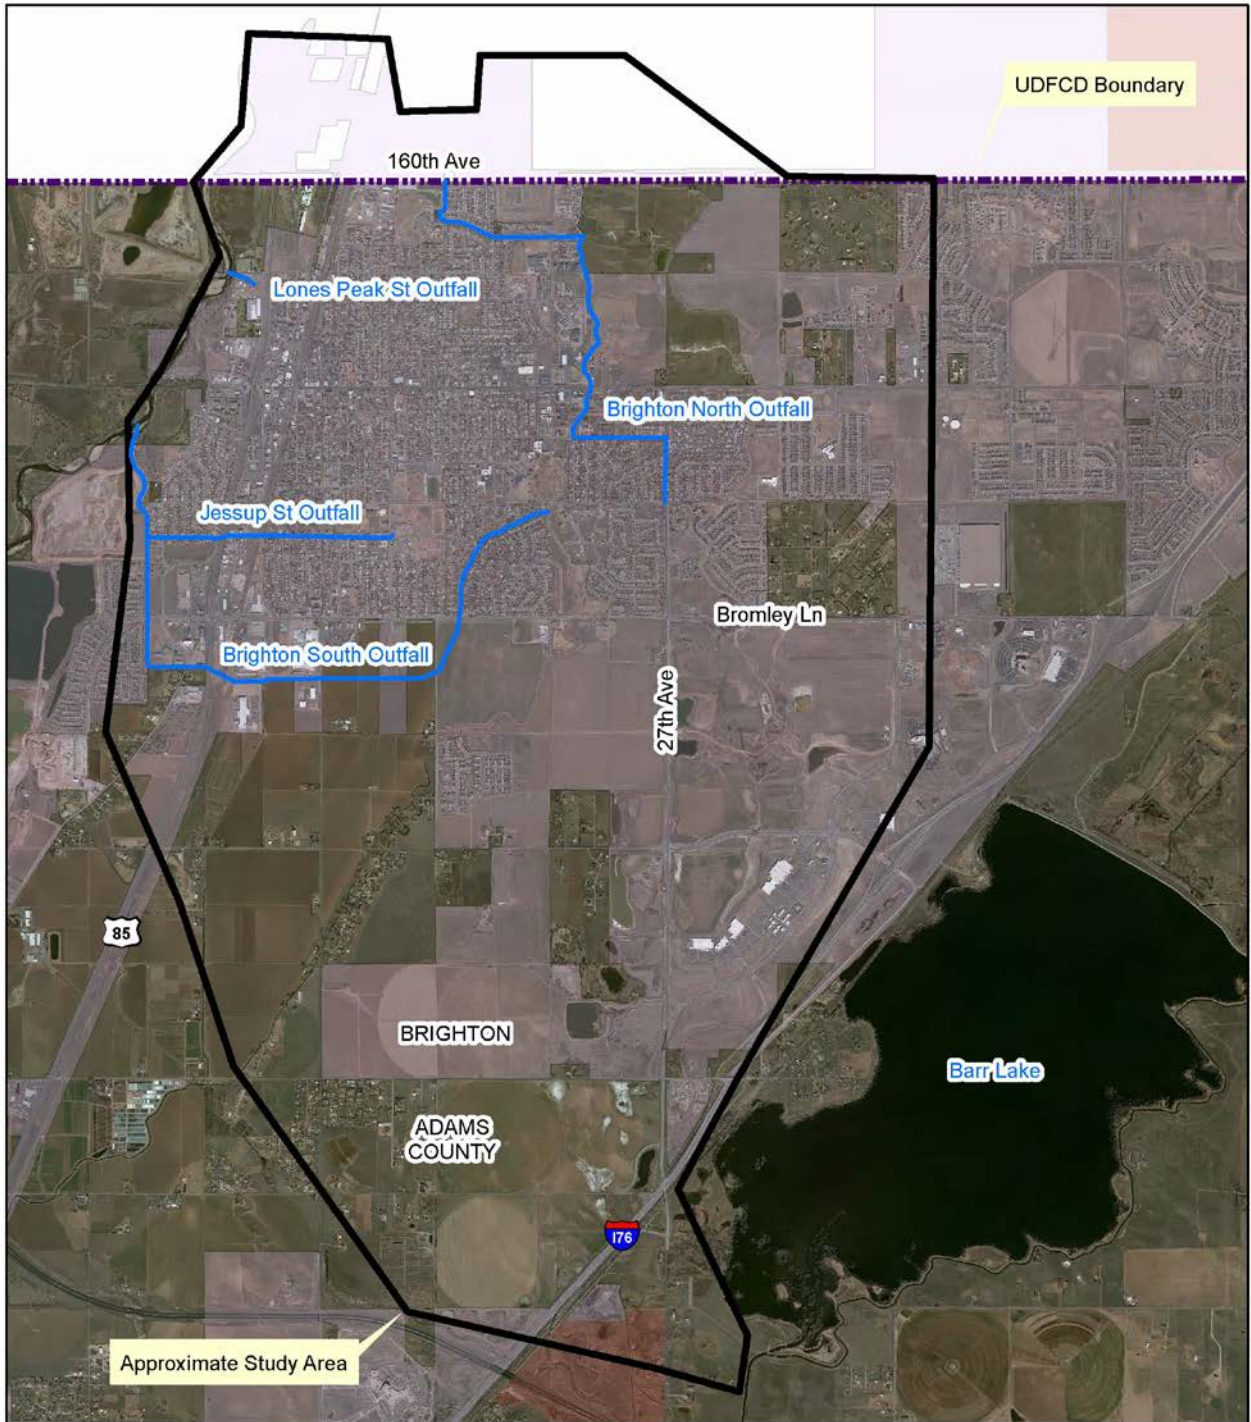 UDFCD Boundary
160th Ave
Lones Peak St Outfall
Brighton North Outfall
Jessup St Outfall
Bromley Ln
Brighton South Outfall
27th Ave
85
BRIGHTON
Barr Lake
ADAMS
COUNTY
I76
Approximate Study Area